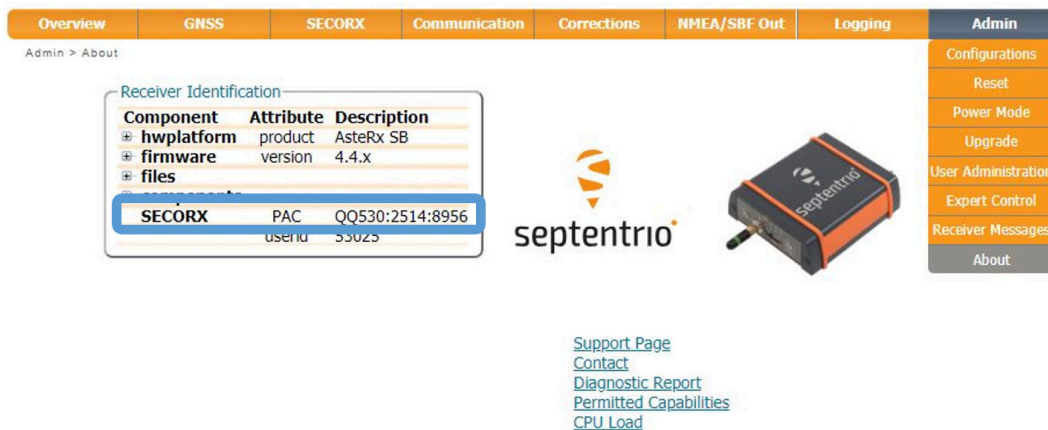 Overview GNSS SECORX Communication Corrections NMEA/SBF Out Logging Admin
Admin > About
Configurations
Reset
Power Mode
Upgrade
User Administration
Expert Control
Receiver Messages
About
Receiver Identification
Component Attribute Description
hwplatform product AsteRx SB
firmware version 4.4.x
files
components
SECORX PAC QQ530:2514:8956
userid 53025
septentrio
septentrio
Support Page
Contact
Diagnostic Report
Permitted Capabilities
CPU Load